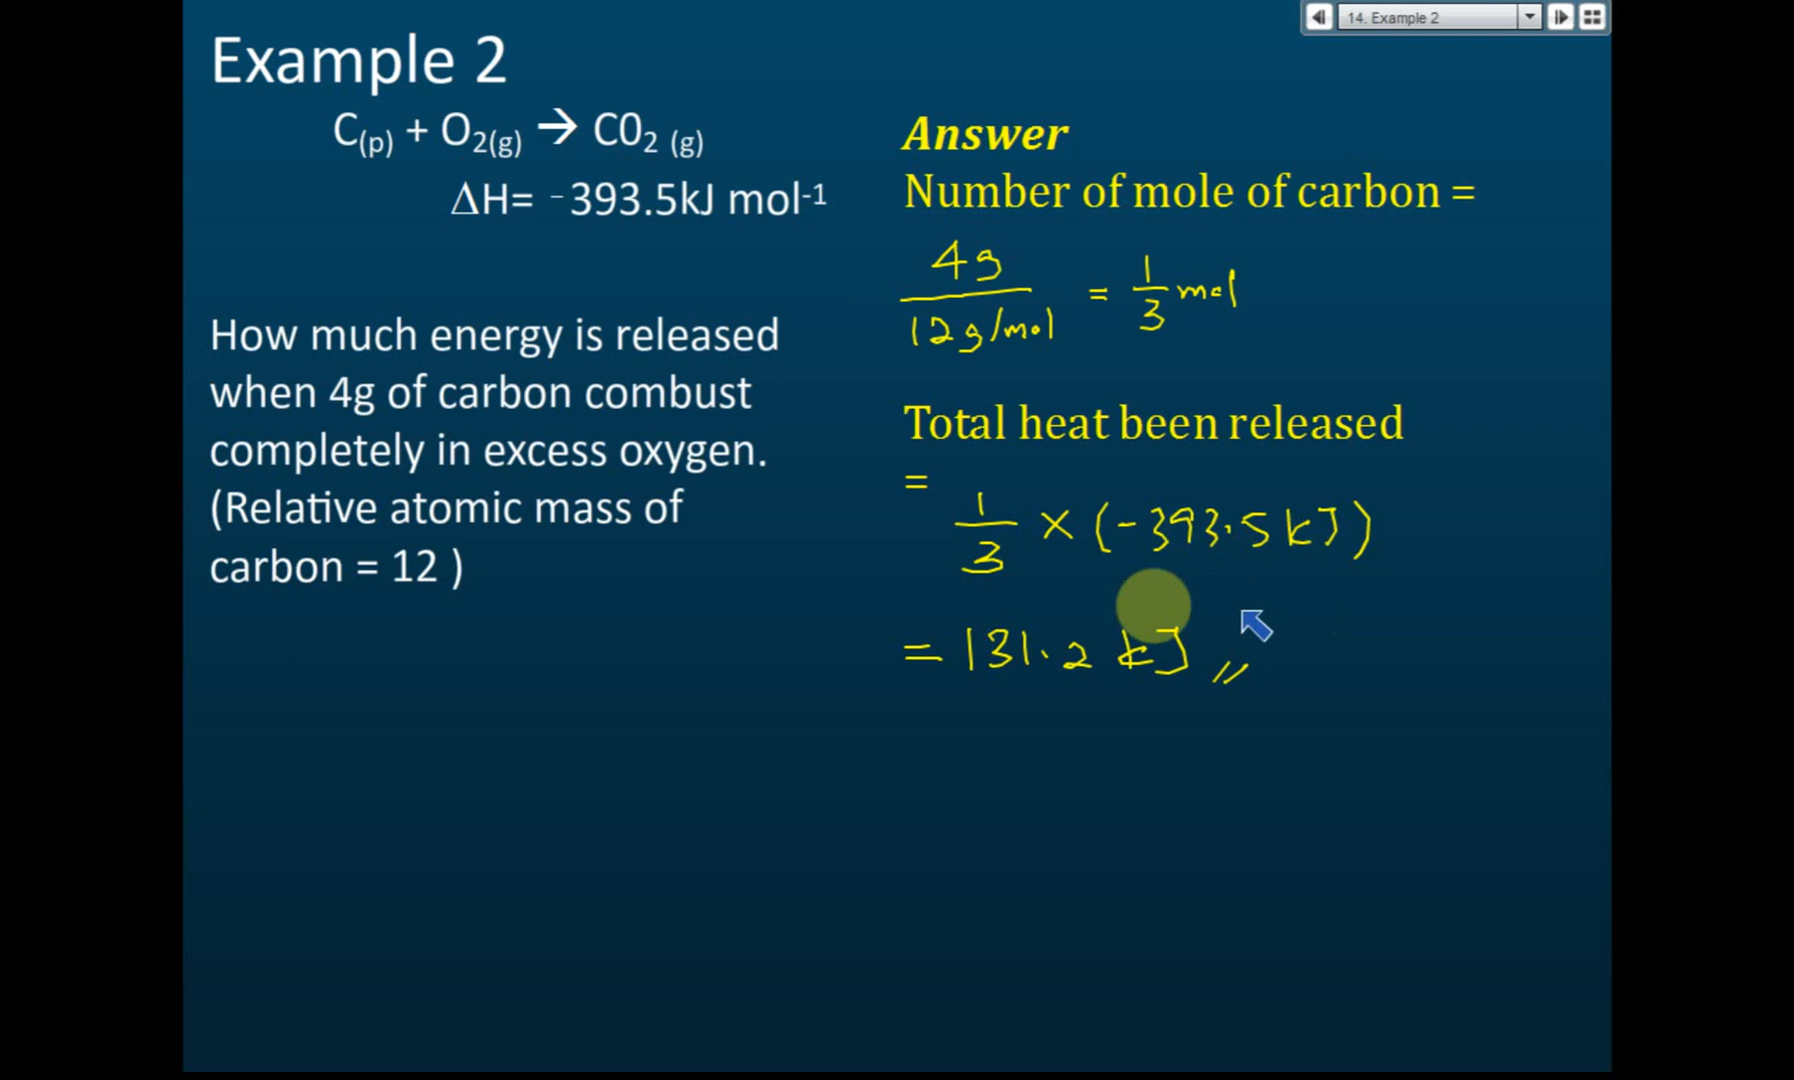 14. Example 2
Example 2
C(p) + O2(g) → C02 (g)
ΔH= -393.5kJ mol-1
How much energy is released
when 4g of carbon combust
completely in excess oxygen.
(Relative atomic mass of
carbon = 12 )
Answer
Number of mole of carbon =
4g
12g/mol
= 1/3 mol
Total heat been released
=
1/3 × (-393.5 kJ)
= 131.2 kJ //